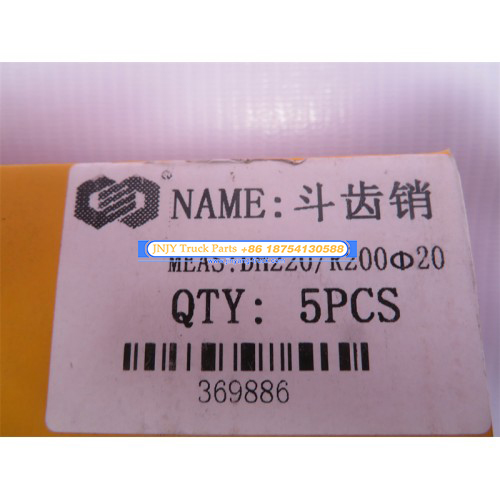 ®
NAME:斗齿销
JNJY Truck Parts +86 18754130588
MEAS:DH220/R200Φ20
QTY: 5PCS
369886